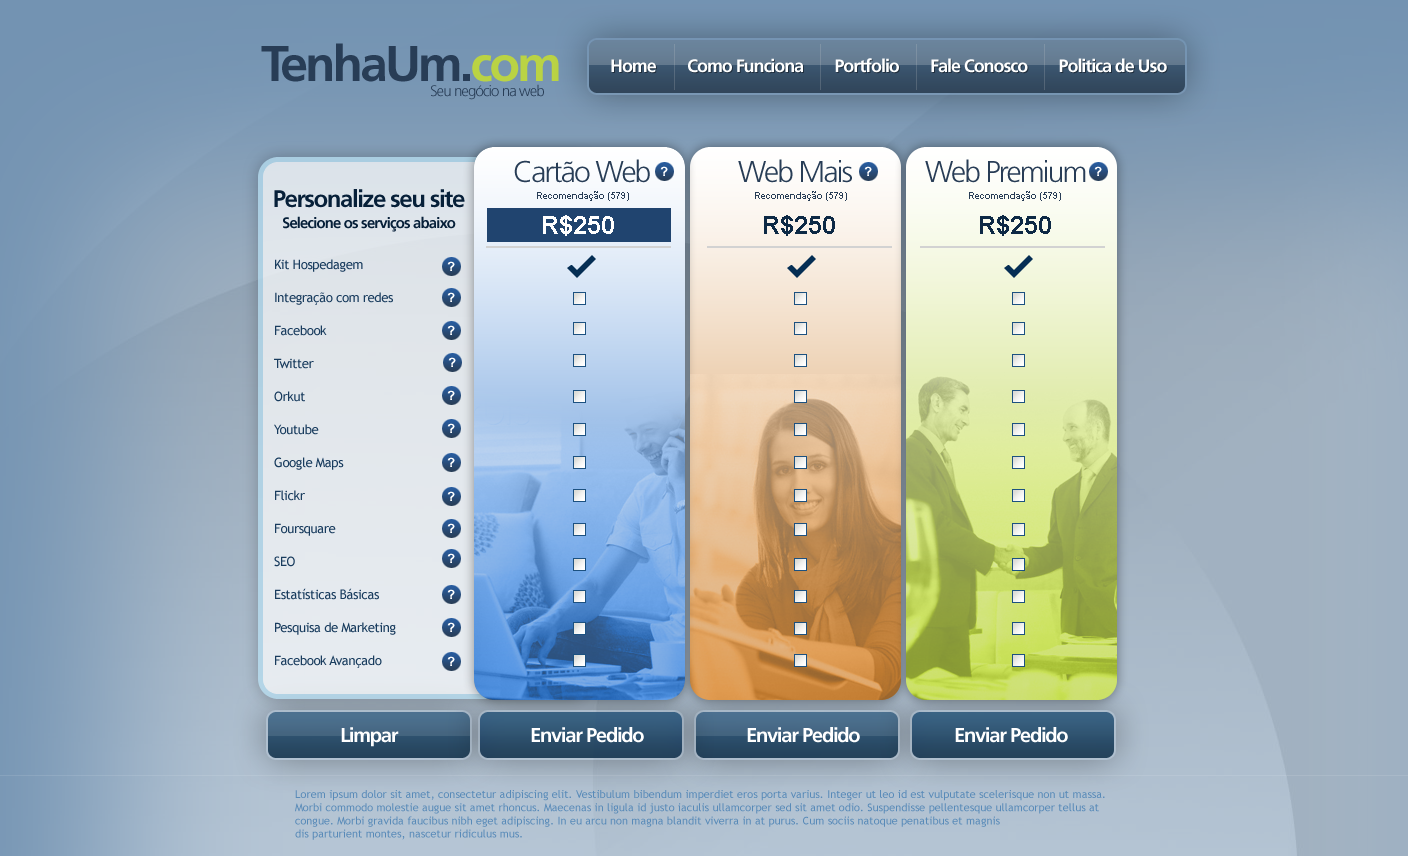 TenhaUm.com
Seu negócio na web
Home
Como Funciona
Portfolio
Fale Conosco
Politica de Uso
Personalize seu site
Selecione os serviços abaixo
Cartão Web ?
Recomendação (579)
R$250
Web Mais ?
Recomendação (579)
R$250
Web Premium ?
Recomendação (579)
R$250
Kit Hospedagem ?
Integração com redes ?
Facebook ?
Twitter ?
Orkut ?
Youtube ?
Google Maps ?
Flickr ?
Foursquare ?
SEO ?
Estatísticas Básicas ?
Pesquisa de Marketing ?
Facebook Avançado ?
Limpar
Enviar Pedido
Enviar Pedido
Enviar Pedido
Lorem ipsum dolor sit amet, consectetur adipiscing elit. Vestibulum bibendum imperdiet eros porta varius. Integer ut leo id est vulputate scelerisque non ut massa.
Morbi commodo molestie augue sit amet rhoncus. Maecenas in ligula id justo iaculis ullamcorper sed sit amet odio. Suspendisse pellentesque ullamcorper tellus at
congue. Morbi gravida faucibus nibh eget adipiscing. In eu arcu non magna blandit viverra in at purus. Cum sociis natoque penatibus et magnis
dis parturient montes, nascetur ridiculus mus.